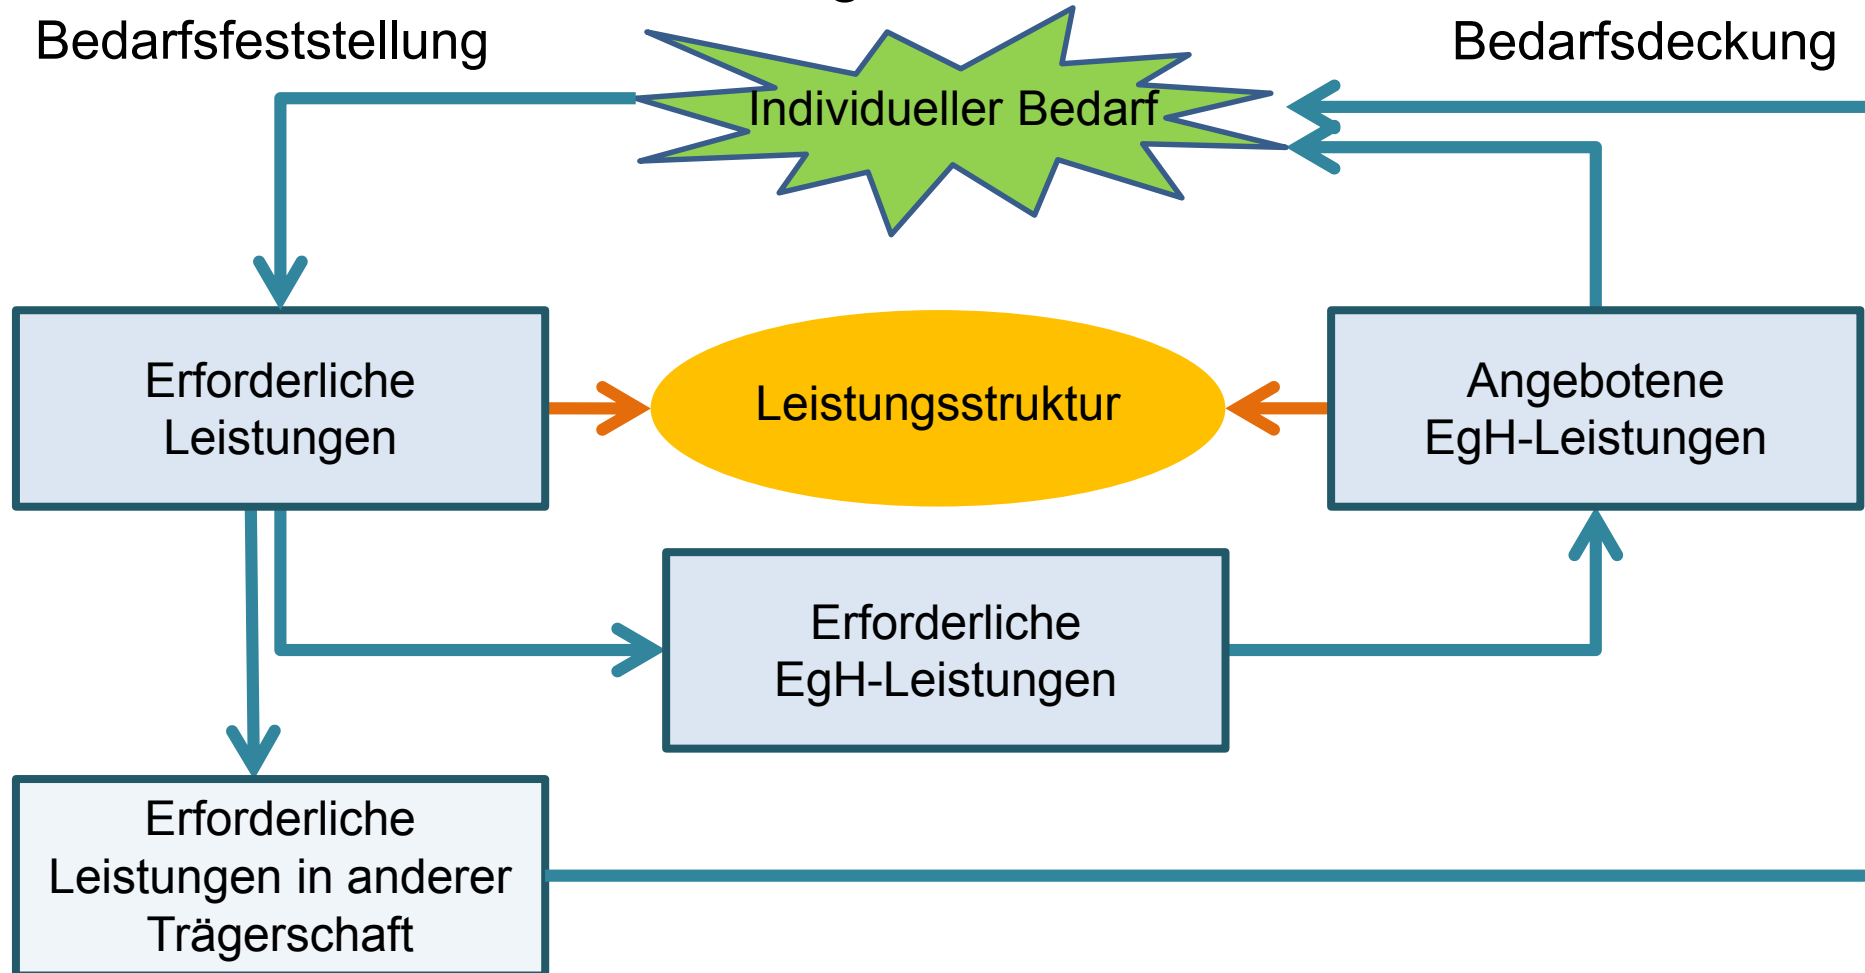 Bedarfsfeststellung
Bedarfsdeckung
Individueller Bedarf
Erforderliche
Leistungen
Leistungsstruktur
Angebotene
EgH-Leistungen
Erforderliche
EgH-Leistungen
Erforderliche
Leistungen in anderer
Trägerschaft